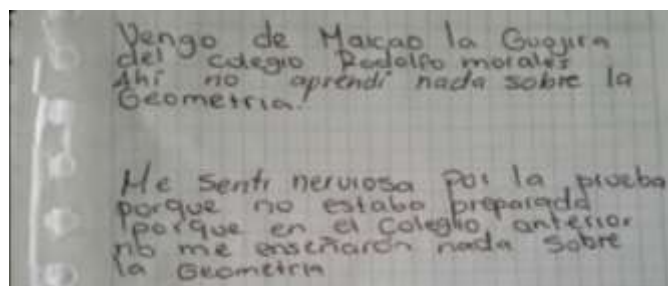 Vengo de Maicao la Guajira
del colegio Rodolfo morales
Ahí no aprendí nada sobre la
Geometria.
Me sentí nerviosa por la prueba
porque no estaba preparada
porque en el colegio anterior
no me enseñaron nada sobre
la Geometria